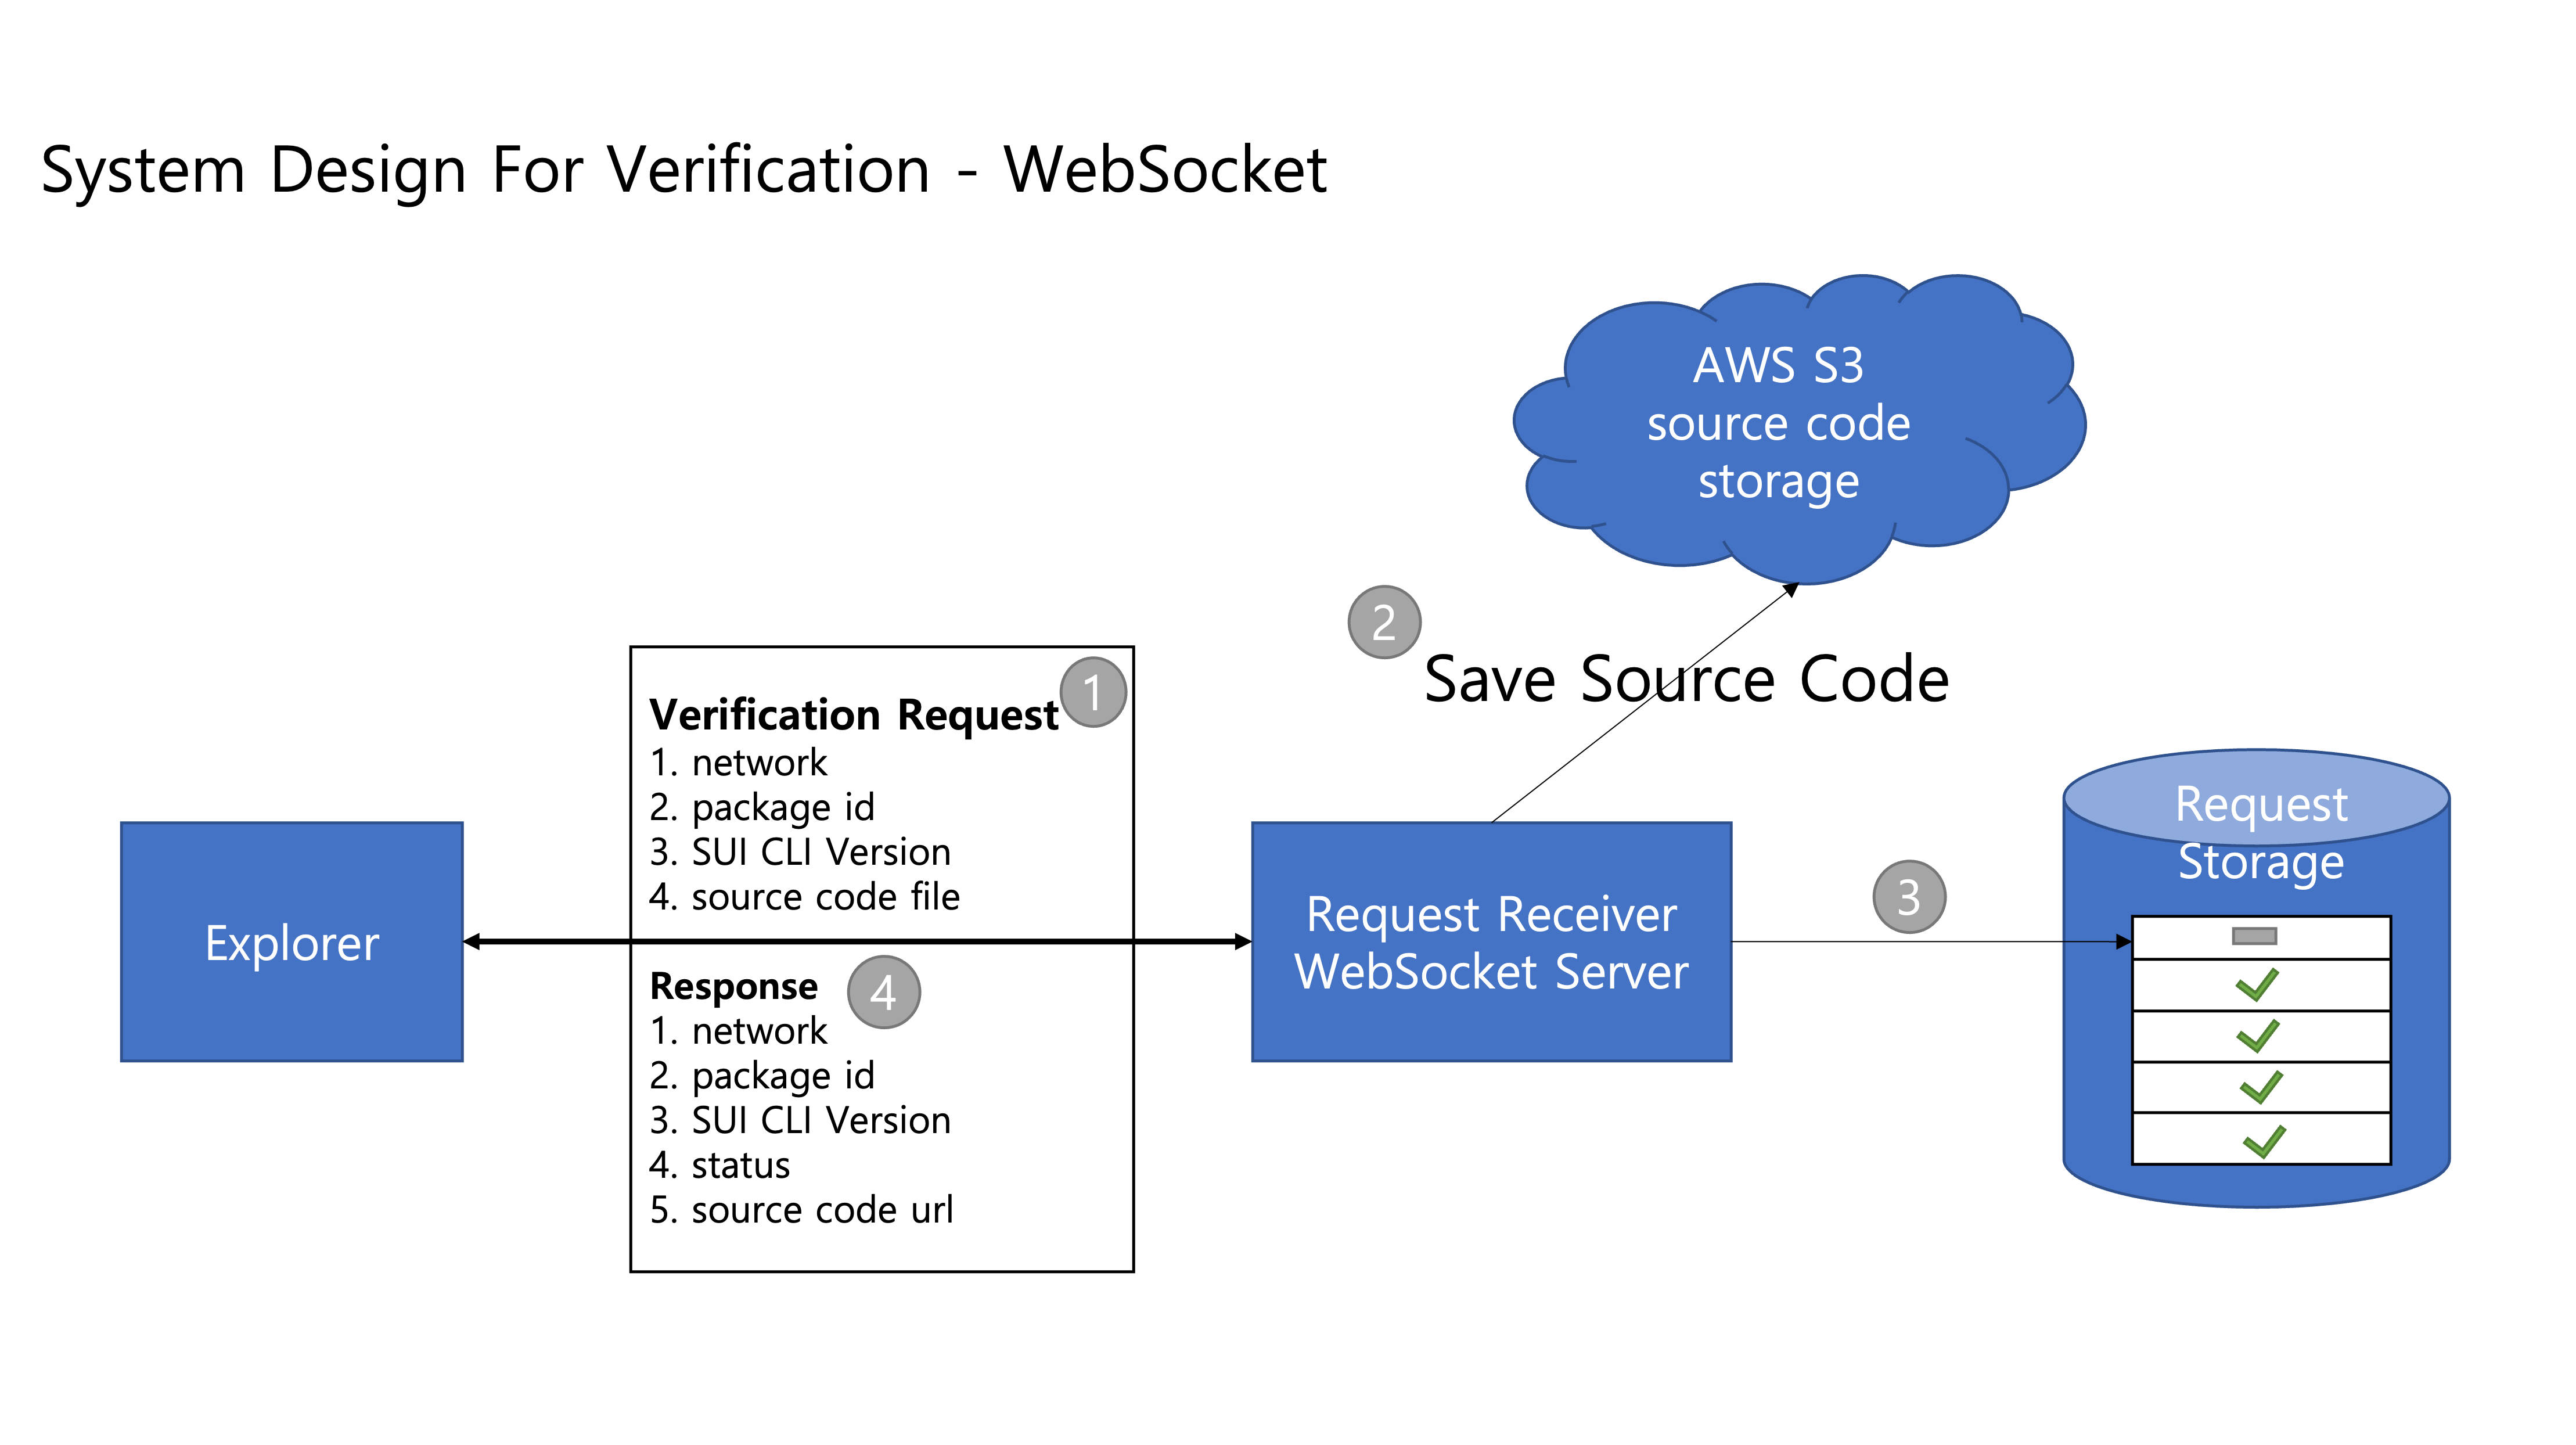 System Design For Verification - WebSocket
AWS S3
source code
storage
2
Save Source Code
1
Verification Request
1. network
2. package id
3. SUI CLI Version
4. source code file
Explorer
Request Receiver
WebSocket Server
3
Request
Storage
Response
4
1. network
2. package id
3. SUI CLI Version
4. status
5. source code url